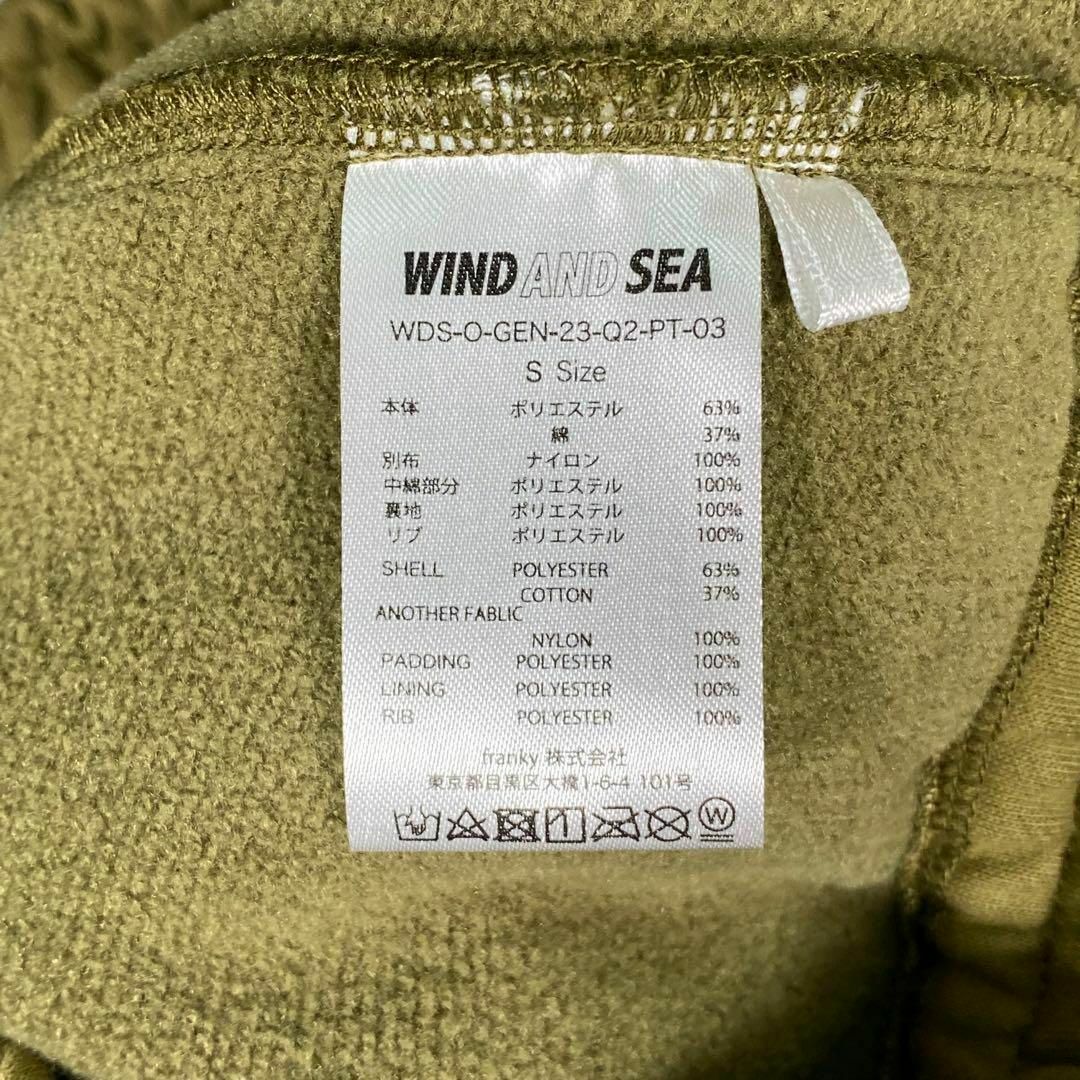 WIND AND SEA
WDS-O-GEN-23-Q2-PT-03
S Size
本体 ポリエステル 63%
綿 37%
別布 ナイロン 100%
中綿部分 ポリエステル 100%
裏地 ポリエステル 100%
リブ ポリエステル 100%
SHELL POLYESTER 63%
COTTON 37%
ANOTHER FABLIC
NYLON 100%
PADDING POLYESTER 100%
LINING POLYESTER 100%
RIB POLYESTER 100%
franky 株式会社
東京都目黒区大橋1-6-4 101号
W